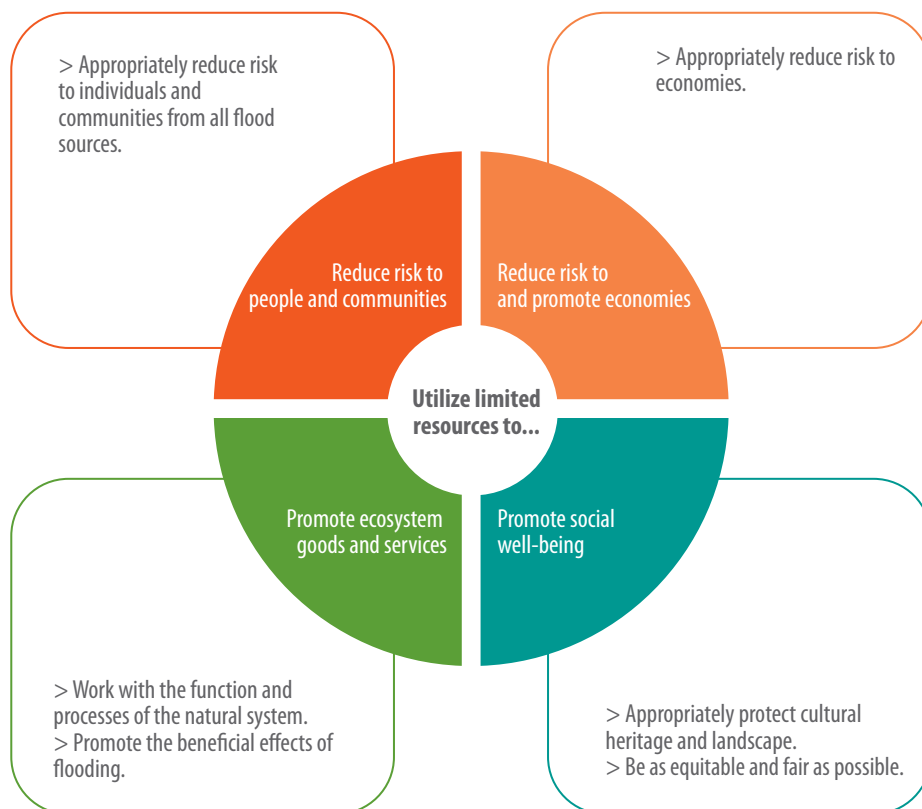 > Appropriately reduce risk
to individuals and
communities from all flood
sources.
> Appropriately reduce risk to
economies.
Reduce risk to
people and communities
Reduce risk to
and promote economies
Utilize limited
resources to...
Promote ecosystem
goods and services
Promote social
well-being
> Work with the function and
processes of the natural system.
> Promote the beneficial effects of
flooding.
> Appropriately protect cultural
heritage and landscape.
> Be as equitable and fair as possible.